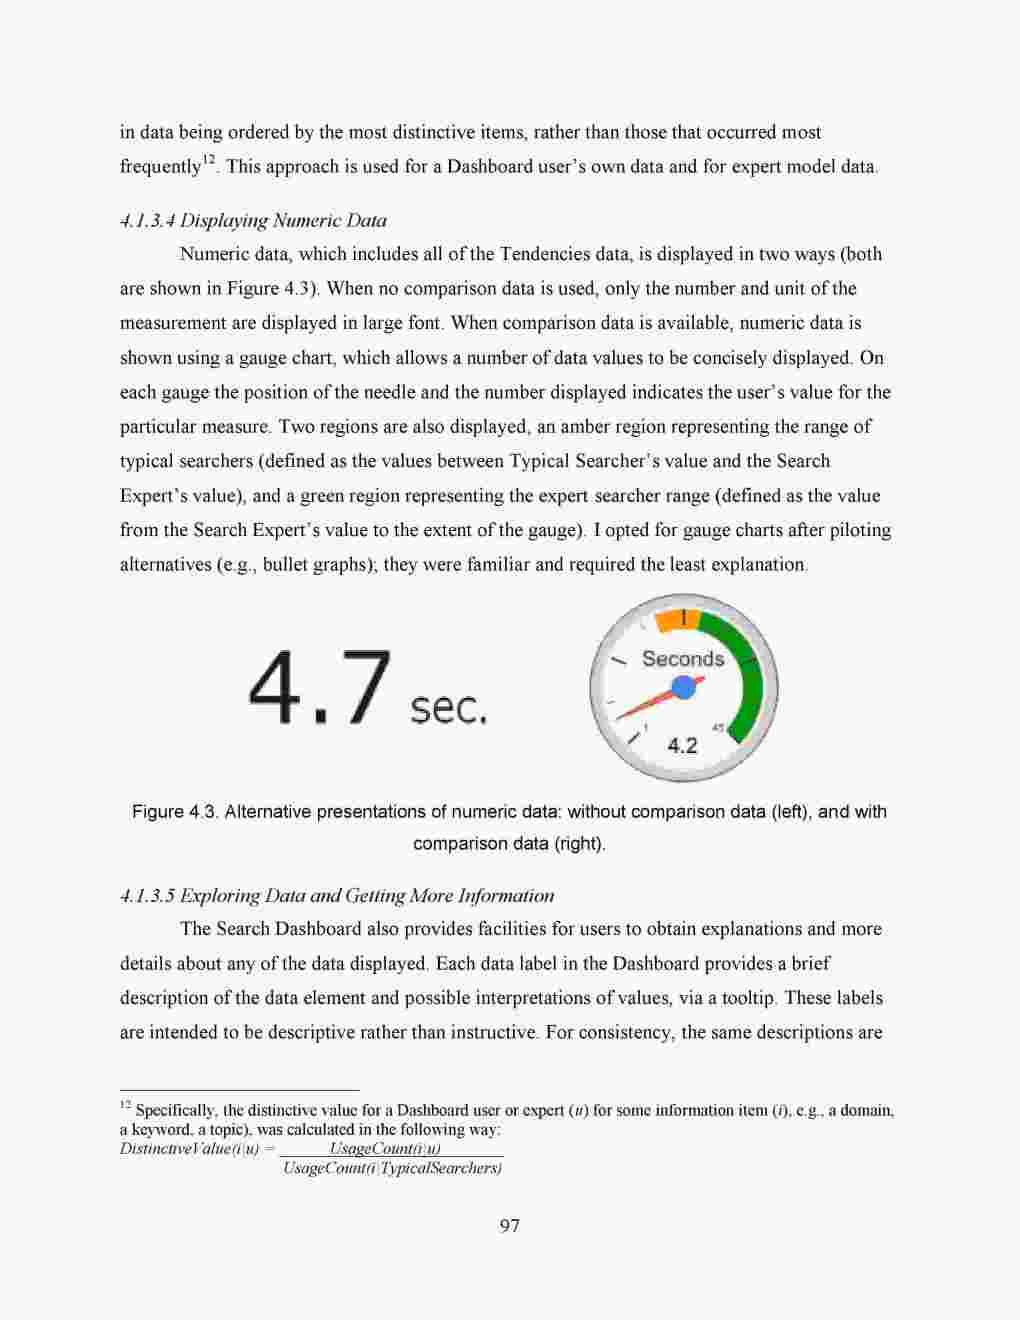 in data being ordered by the most distinctive items, rather than those that occurred most
frequently12. This approach is used for a Dashboard user's own data and for expert model data.
4.1.3.4 Displaying Numeric Data
Numeric data, which includes all of the Tendencies data, is displayed in two ways (both
are shown in Figure 4.3). When no comparison data is used, only the number and unit of the
measurement are displayed in large font. When comparison data is available, numeric data is
shown using a gauge chart, which allows a number of data values to be concisely displayed. On
each gauge the position of the needle and the number displayed indicates the user's value for the
particular measure. Two regions are also displayed, an amber region representing the range of
typical searchers (defined as the values between Typical Searcher's value and the Search
Expert's value), and a green region representing the expert searcher range (defined as the value
from the Search Expert's value to the extent of the gauge). I opted for gauge charts after piloting
alternatives (e.g., bullet graphs); they were familiar and required the least explanation.
4.7 sec.
Seconds
1 45
4.2
Figure 4.3. Alternative presentations of numeric data: without comparison data (left), and with
comparison data (right).
4.1.3.5 Exploring Data and Getting More Information
The Search Dashboard also provides facilities for users to obtain explanations and more
details about any of the data displayed. Each data label in the Dashboard provides a brief
description of the data element and possible interpretations of values, via a tooltip. These labels
are intended to be descriptive rather than instructive. For consistency, the same descriptions are
12 Specifically, the distinctive value for a Dashboard user or expert (u) for some information item (i), e.g., a domain,
a keyword, a topic), was calculated in the following way:
DistinctiveValue(i|u) = UsageCount(i|u)
UsageCount(i|TypicalSearchers)
97